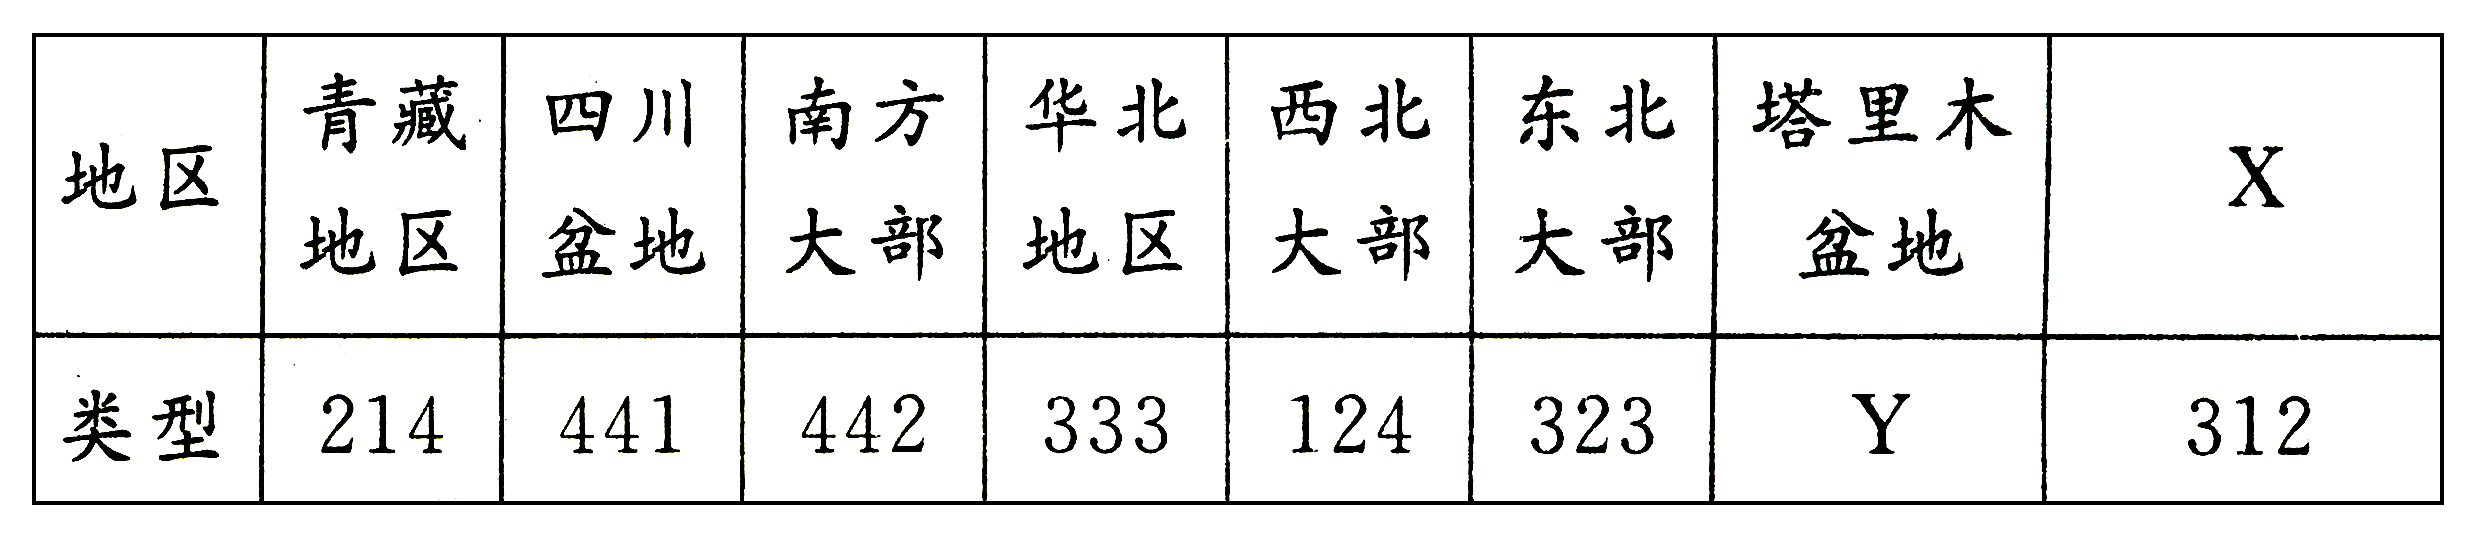 地区 青藏地区 四川盆地 南方大部 华北地区 西北大部 东北大部 塔里木盆地 X
类型 214 441 442 333 124 323 Y 312